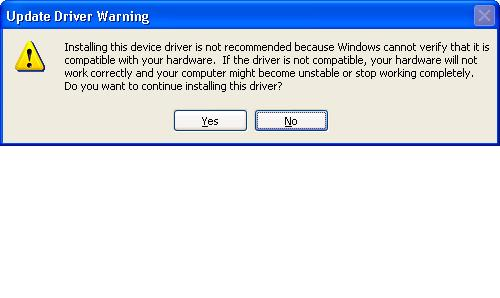 Update Driver Warning
Installing this device driver is not recommended because Windows cannot verify that it is
compatible with your hardware.  If the driver is not compatible, your hardware will not
work correctly and your computer might become unstable or stop working completely.
Do you want to continue installing this driver?
Yes
No